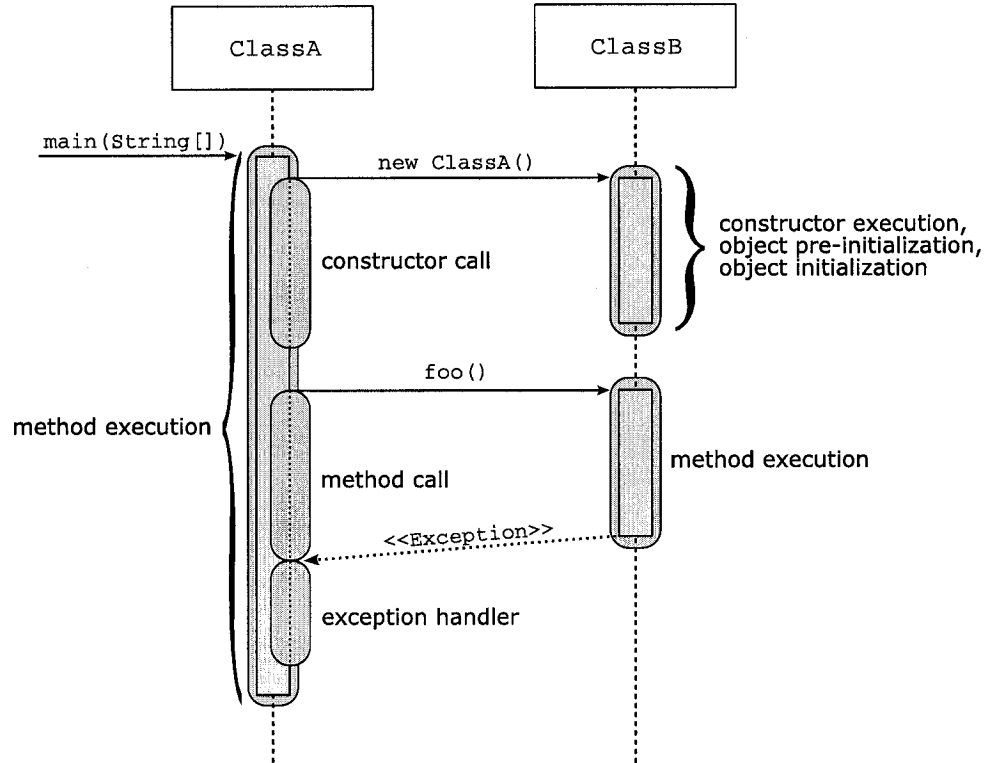 ClassA
ClassB
main(String[])
new ClassA()
constructor execution,
object pre-initialization,
object initialization
constructor call
foo()
method execution
method execution
method call
<<Exception>>
exception handler